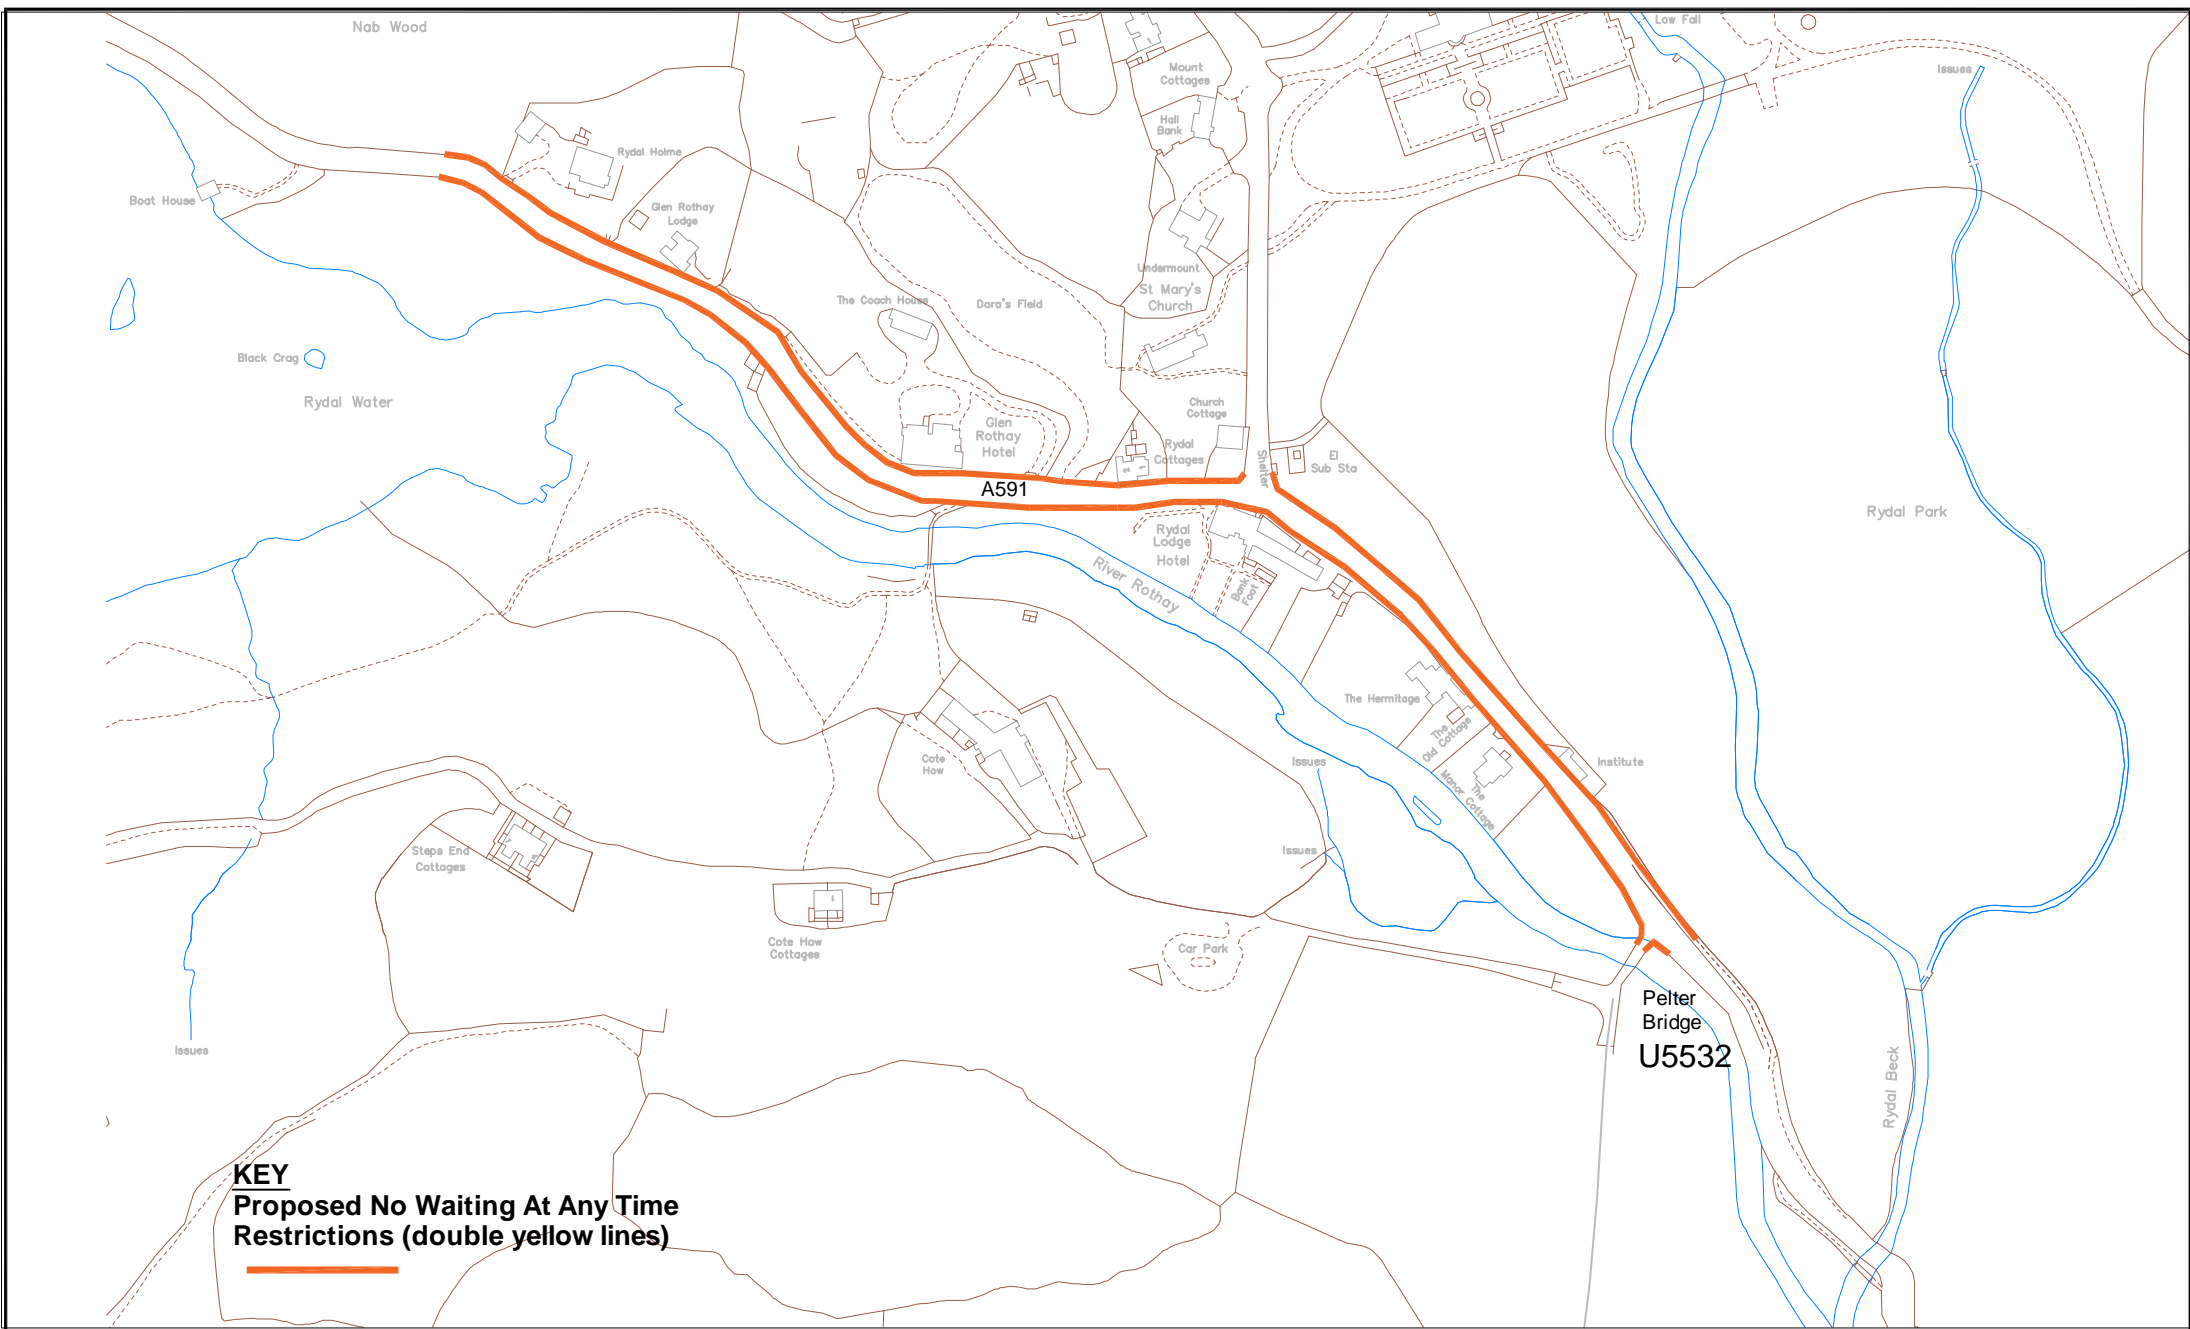 Nab Wood
Low Fall
Mount
Cottages
Issues
Hall
Bank
Rydal Holme
Boat House
Glen Rothay
Lodge
Undermount
St Mary's
Church
The Coach House
Dora's Field
Black Crag
Rydal Water
Church
Cottage
Glen
Rothay
Hotel
Rydal
Cottages
2
1
Shelter
El
Sub Sta
A591
Rydal Park
Rydal
Lodge
Hotel
River Rothay
Bank
Foot
The Hermitage
The
Old Cottage
The
Manor Cottage
Institute
Issues
Cote
How
Issues
Steps End
Cottages
Cote How
Cottages
Car Park
Pelter
Bridge
U5532
Issues
Rydal Beck
KEY
Proposed No Waiting At Any Time
Restrictions (double yellow lines)